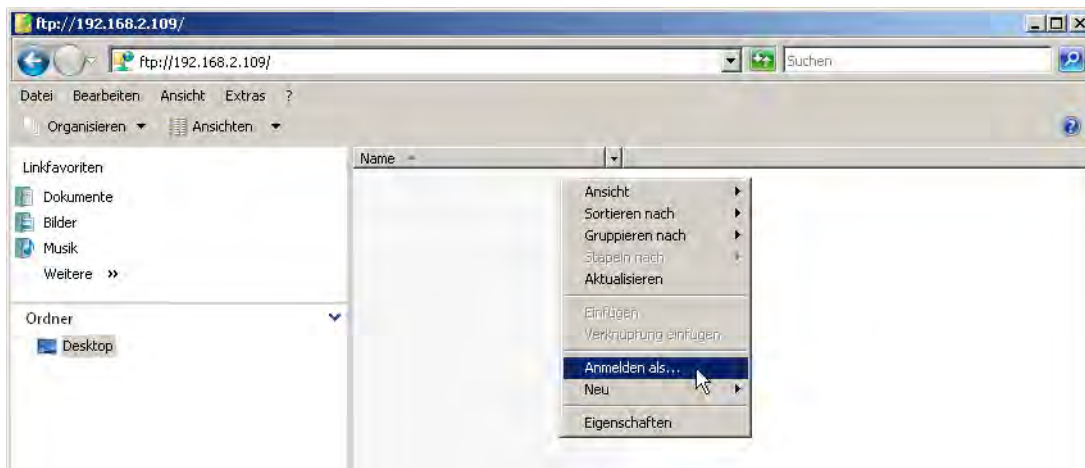 ftp://192.168.2.109/
ftp://192.168.2.109/
Suchen
Datei Bearbeiten Ansicht Extras ?
Organisieren Ansichten
Linkfavoriten
Dokumente
Bilder
Musik
Weitere »
Ordner
Desktop
Name
Ansicht
Sortieren nach
Gruppieren nach
Stapeln nach
Aktualisieren
Einfügen
Verknüpfung einfügen
Anmelden als...
Neu
Eigenschaften